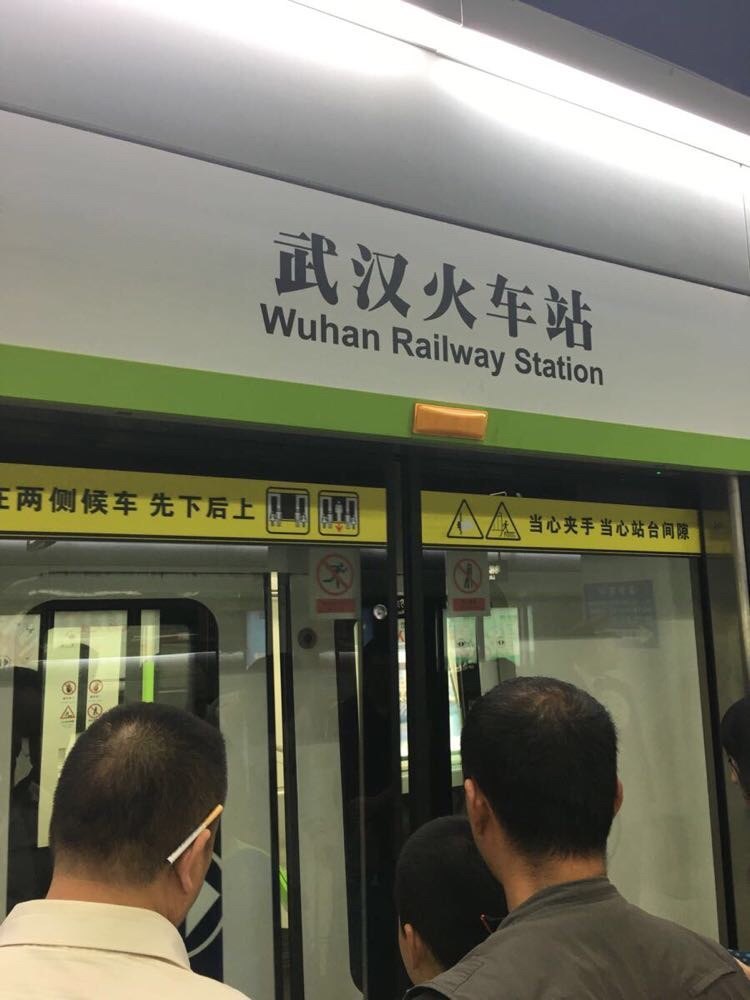 武汉火车站
Wuhan Railway Station
在两侧候车 先下后上
当心夹手 当心站台间隙